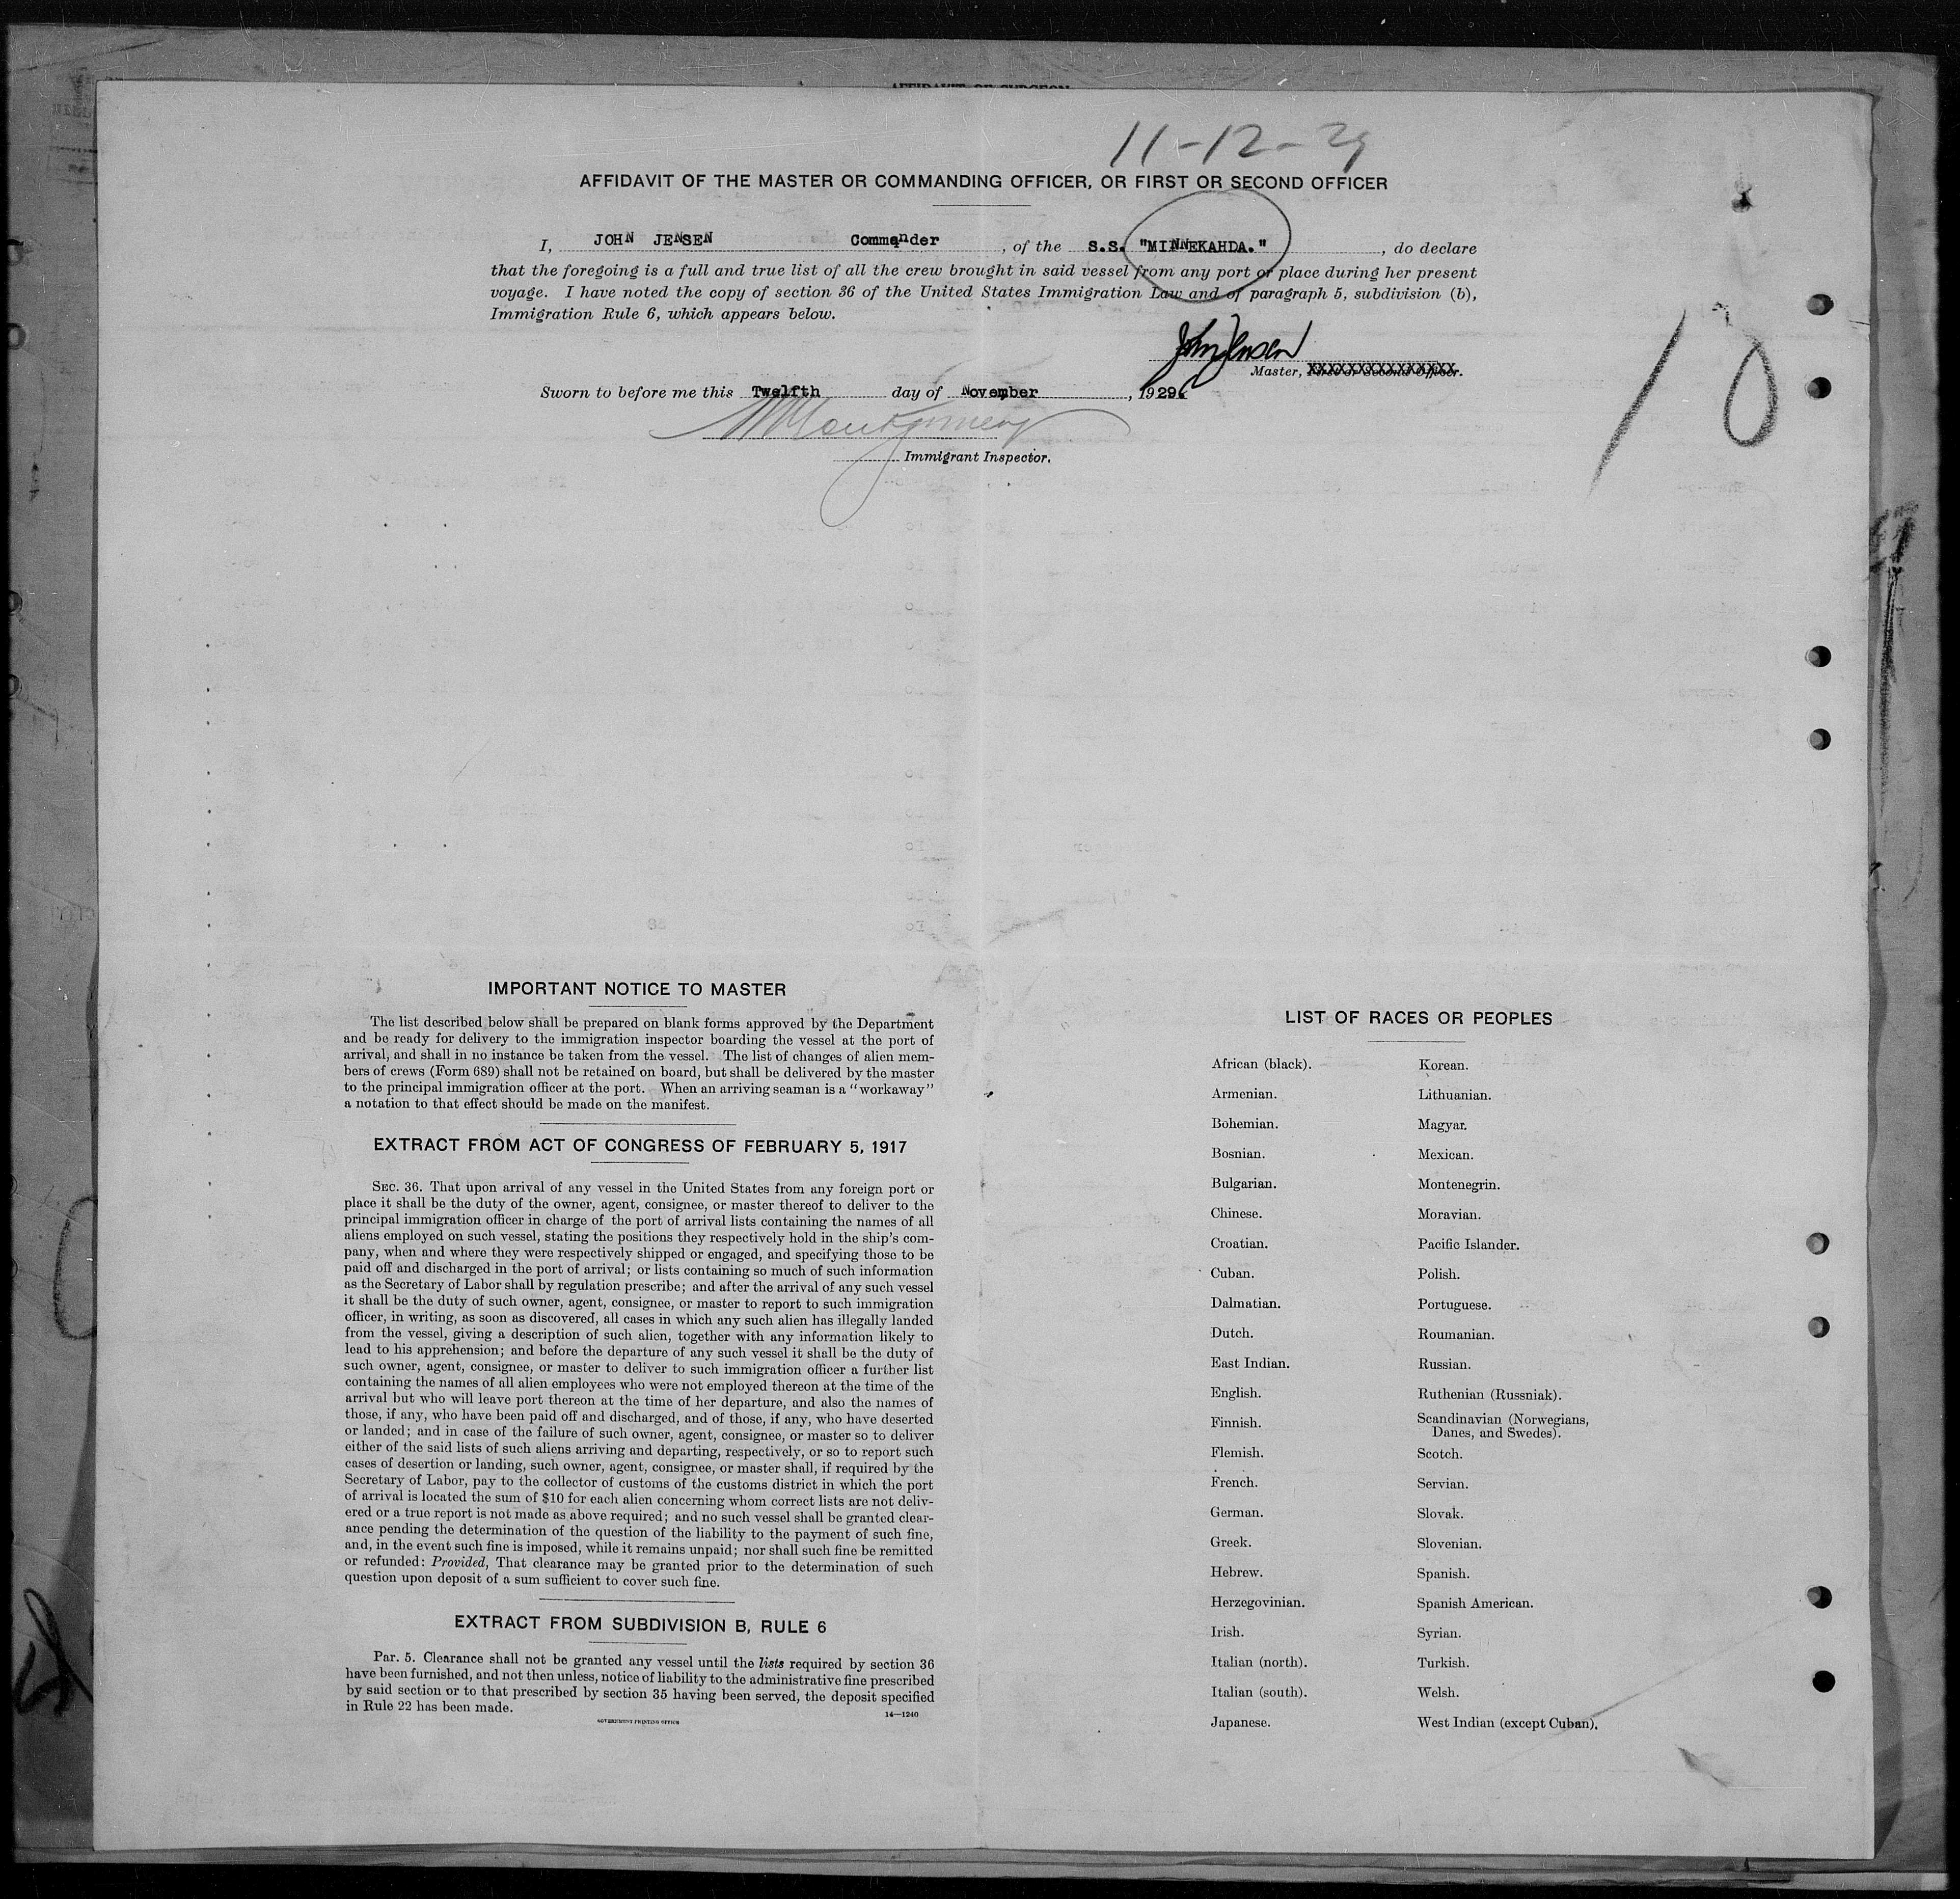 11-12-29
AFFIDAVIT OF THE MASTER OR COMMANDING OFFICER, OR FIRST OR SECOND OFFICER
I, JOHN JENSEN Commander, of the S.S. "MINNEKAHDA.", do declare
that the foregoing is a full and true list of all the crew brought in said vessel from any port or place during her present
voyage. I have noted the copy of section 36 of the United States Immigration Law and of paragraph 5, subdivision (b),
Immigration Rule 6, which appears below.
John Jensen
Master, First or Second Officer.
Sworn to before me this Twelfth day of November, 1929.
Montgomery
Immigrant Inspector.
10
IMPORTANT NOTICE TO MASTER
The list described below shall be prepared on blank forms approved by the Department
and be ready for delivery to the immigration inspector boarding the vessel at the port of
arrival, and shall in no instance be taken from the vessel. The list of changes of alien mem-
bers of crews (Form 689) shall not be retained on board, but shall be delivered by the master
to the principal immigration officer at the port. When an arriving seaman is a "workaway"
a notation to that effect should be made on the manifest.
EXTRACT FROM ACT OF CONGRESS OF FEBRUARY 5, 1917
SEC. 36. That upon arrival of any vessel in the United States from any foreign port or
place it shall be the duty of the owner, agent, consignee, or master thereof to deliver to the
principal immigration officer in charge of the port of arrival lists containing the names of all
aliens employed on such vessel, stating the positions they respectively hold in the ship's com-
pany, when and where they were respectively shipped or engaged, and specifying those to be
paid off and discharged in the port of arrival; or lists containing so much of such information
as the Secretary of Labor shall by regulation prescribe; and after the arrival of any such vessel
it shall be the duty of such owner, agent, consignee, or master to report to such immigration
officer, in writing, as soon as discovered, all cases in which any such alien has illegally landed
from the vessel, giving a description of such alien, together with any information likely to
lead to his apprehension; and before the departure of any such vessel it shall be the duty of
such owner, agent, consignee, or master to deliver to such immigration officer a further list
containing the names of all alien employees who were not employed thereon at the time of the
arrival but who will leave port thereon at the time of her departure, and also the names of
those, if any, who have been paid off and discharged, and of those, if any, who have deserted
or landed; and in case of the failure of such owner, agent, consignee, or master so to deliver
either of the said lists of such aliens arriving and departing, respectively, or so to report such
cases of desertion or landing, such owner, agent, consignee, or master shall, if required by the
Secretary of Labor, pay to the collector of customs of the customs district in which the port
of arrival is located the sum of $10 for each alien concerning whom correct lists are not deliv-
ered or a true report is not made as above required; and no such vessel shall be granted clear-
ance pending the determination of the question of the liability to the payment of such fine,
and, in the event such fine is imposed, while it remains unpaid; nor shall such fine be remitted
or refunded: Provided, That clearance may be granted prior to the determination of such
question upon deposit of a sum sufficient to cover such fine.
EXTRACT FROM SUBDIVISION B, RULE 6
Par. 5. Clearance shall not be granted any vessel until the lists required by section 36
have been furnished, and not then unless, notice of liability to the administrative fine prescribed
by said section or to that prescribed by section 35 having been served, the deposit specified
in Rule 22 has been made.
14—1240
GOVERNMENT PRINTING OFFICE
LIST OF RACES OR PEOPLES
African (black).
Armenian.
Bohemian.
Bosnian.
Bulgarian.
Chinese.
Croatian.
Cuban.
Dalmatian.
Dutch.
East Indian.
English.
Finnish.
Flemish.
French.
German.
Greek.
Hebrew.
Herzegovinian.
Irish.
Italian (north).
Italian (south).
Japanese.
Korean.
Lithuanian.
Magyar.
Mexican.
Montenegrin.
Moravian.
Pacific Islander.
Polish.
Portuguese.
Roumanian.
Russian.
Ruthenian (Russniak).
Scandinavian (Norwegians,
Danes, and Swedes).
Scotch.
Servian.
Slovak.
Slovenian.
Spanish.
Spanish American.
Syrian.
Turkish.
Welsh.
West Indian (except Cuban).